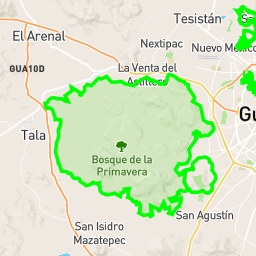 Tesistán
El Arenal
Nextipac
Nuevo México
GUA10D
La Venta del
Astillero
Tala
Bosque de la
Primavera
San Agustín
San Isidro
Mazatepec